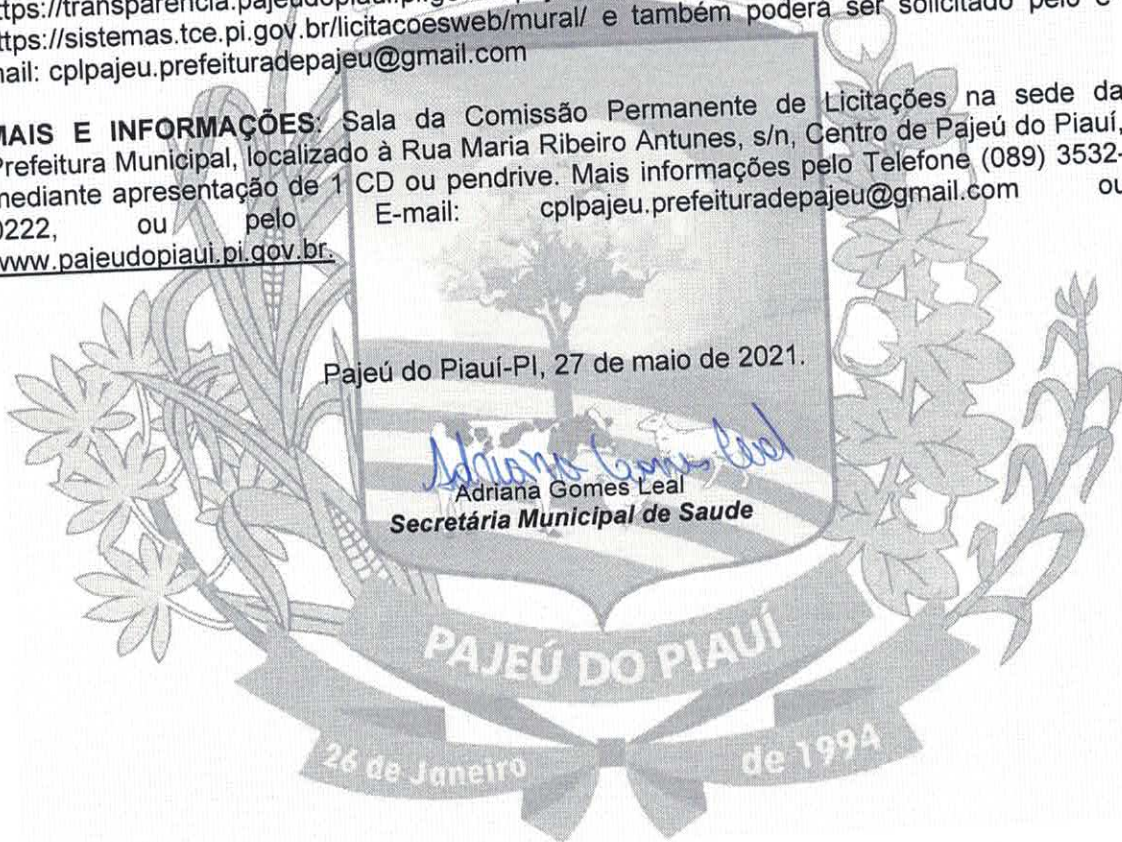 https://sistemas.tce.pi.gov.br/licitacoesweb/mural/ e também poderá ser solicitado pelo e-
mail: cplpajeu.prefeituradepajeu@gmail.com
MAIS E INFORMAÇÕES: Sala da Comissão Permanente de Licitações na sede da
Prefeitura Municipal, localizado à Rua Maria Ribeiro Antunes, s/n, Centro de Pajeú do Piauí,
mediante apresentação de 1 CD ou pendrive. Mais informações pelo Telefone (089) 3532-
0222, ou pelo E-mail: cplpajeu.prefeituradepajeu@gmail.com ou
www.pajeudopiaui.pi.gov.br.
Pajeú do Piauí-PI, 27 de maio de 2021.
Adriana Gomes Leal
Adriana Gomes Leal
Secretária Municipal de Saude
PAJEÚ DO PIAUÍ
26 de Janeiro de 1994